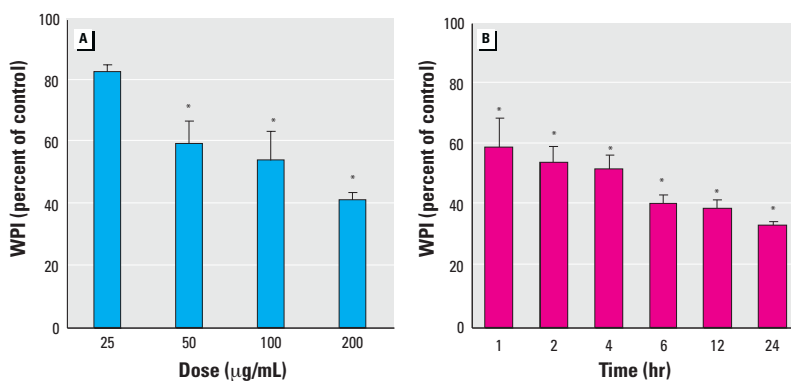 A
WPI (percent of control)
100
80
60
40
20
0
* * *
25 50 100 200
Dose (μg/mL)
B
WPI (percent of control)
100
80
60
40
20
0
* * * * * *
1 2 4 6 12 24
Time (hr)